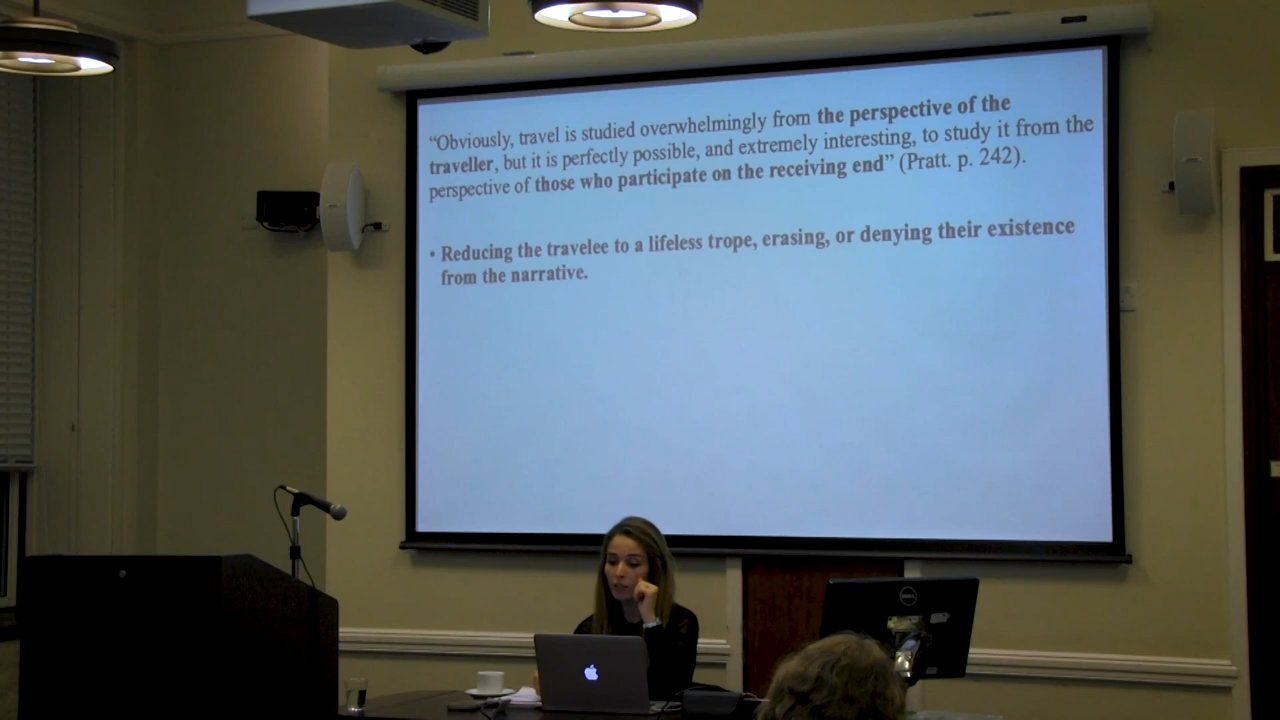 “Obviously, travel is studied overwhelmingly from the perspective of the
traveller, but it is perfectly possible, and extremely interesting, to study it from the
perspective of those who participate on the receiving end” (Pratt. p. 242).
• Reducing the travelee to a lifeless trope, erasing, or denying their existence
from the narrative.
DELL